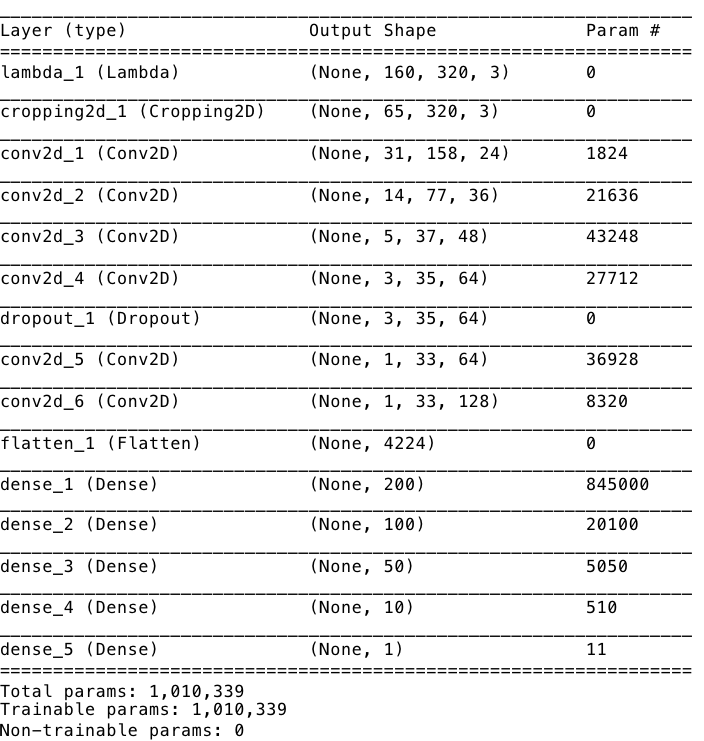 Layer (type) Output Shape Param #
lambda_1 (Lambda) (None, 160, 320, 3) 0
cropping2d_1 (Cropping2D) (None, 65, 320, 3) 0
conv2d_1 (Conv2D) (None, 31, 158, 24) 1824
conv2d_2 (Conv2D) (None, 14, 77, 36) 21636
conv2d_3 (Conv2D) (None, 5, 37, 48) 43248
conv2d_4 (Conv2D) (None, 3, 35, 64) 27712
dropout_1 (Dropout) (None, 3, 35, 64) 0
conv2d_5 (Conv2D) (None, 1, 33, 64) 36928
conv2d_6 (Conv2D) (None, 1, 33, 128) 8320
flatten_1 (Flatten) (None, 4224) 0
dense_1 (Dense) (None, 200) 845000
dense_2 (Dense) (None, 100) 20100
dense_3 (Dense) (None, 50) 5050
dense_4 (Dense) (None, 10) 510
dense_5 (Dense) (None, 1) 11
Total params: 1,010,339
Trainable params: 1,010,339
Non-trainable params: 0